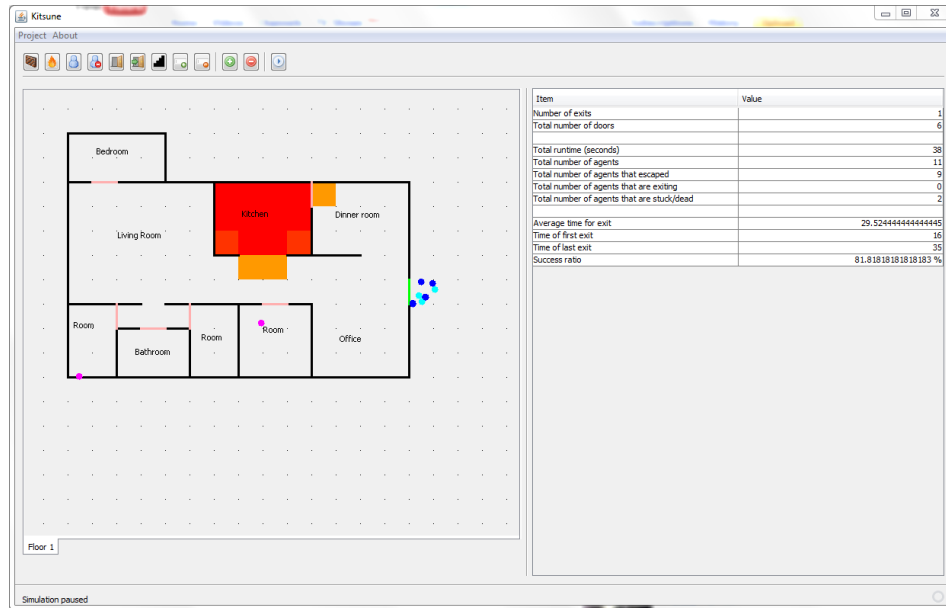 Kitsune
Project About
Item Value
Number of exits 1
Total number of doors 6
Total runtime (seconds) 38
Total number of agents 11
Total number of agents that escaped 9
Total number of agents that are exiting 0
Total number of agents that are stuck/dead 2
Average time for exit 29.524444444444445
Time of first exit 16
Time of last exit 35
Success ratio 81.81818181818183 %
Bedroom
Kitchen
Dinner room
Living Room
Room
Bathroom
Room
Room
Office
Floor 1
Simulation paused